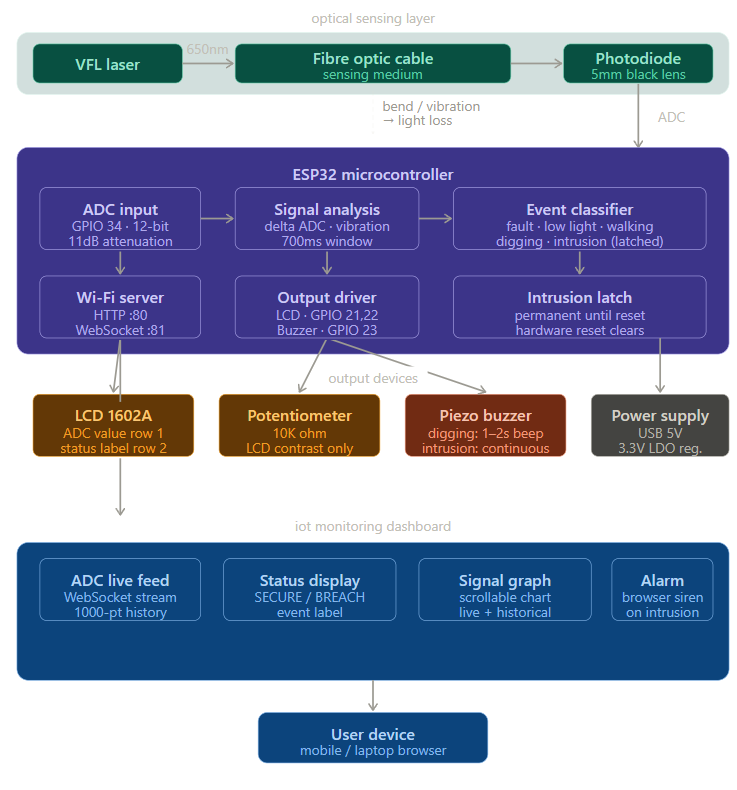 optical sensing layer
VFL laser
650nm
Fibre optic cable
sensing medium
Photodiode
5mm black lens
bend / vibration
→ light loss
ADC
ESP32 microcontroller
ADC input
GPIO 34 · 12-bit
11dB attenuation
Signal analysis
delta ADC · vibration
700ms window
Event classifier
fault · low light · walking
digging · intrusion (latched)
Wi-Fi server
HTTP :80
WebSocket :81
Output driver
LCD · GPIO 21,22
Buzzer · GPIO 23
Intrusion latch
permanent until reset
hardware reset clears
output devices
LCD 1602A
ADC value row 1
status label row 2
Potentiometer
10K ohm
LCD contrast only
Piezo buzzer
digging: 1–2s beep
intrusion: continuous
Power supply
USB 5V
3.3V LDO reg.
iot monitoring dashboard
ADC live feed
WebSocket stream
1000-pt history
Status display
SECURE / BREACH
event label
Signal graph
scrollable chart
live + historical
Alarm
browser siren
on intrusion
User device
mobile / laptop browser